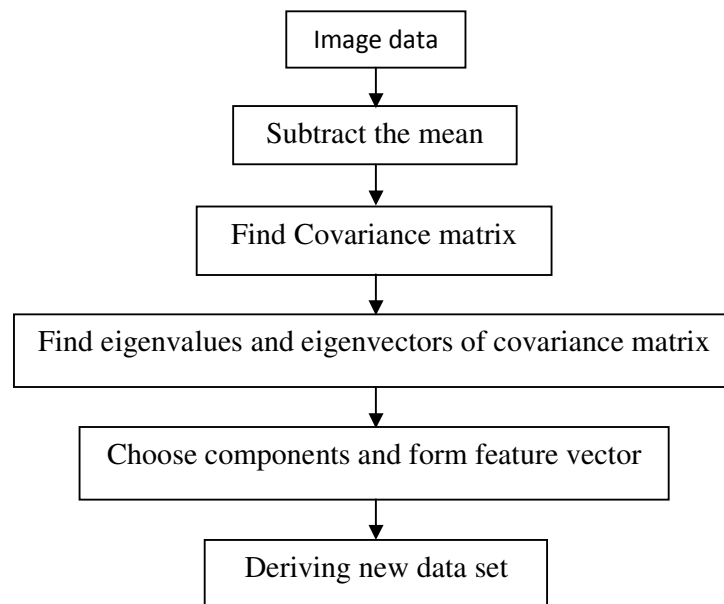 Image data
Subtract the mean
Find Covariance matrix
Find eigenvalues and eigenvectors of covariance matrix
Choose components and form feature vector
Deriving new data set